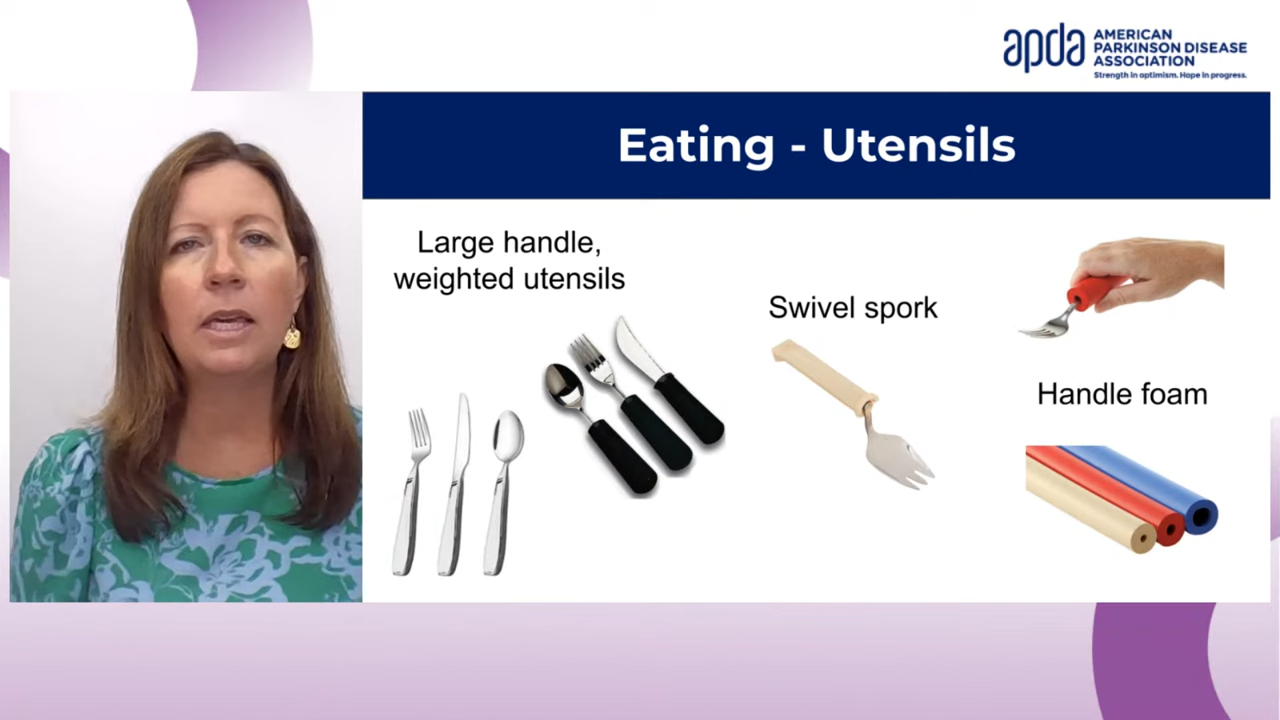 apda AMERICAN
PARKINSON DISEASE
ASSOCIATION
Strength in optimism. Hope in progress.
Eating - Utensils
Large handle,
weighted utensils
Swivel spork
Handle foam